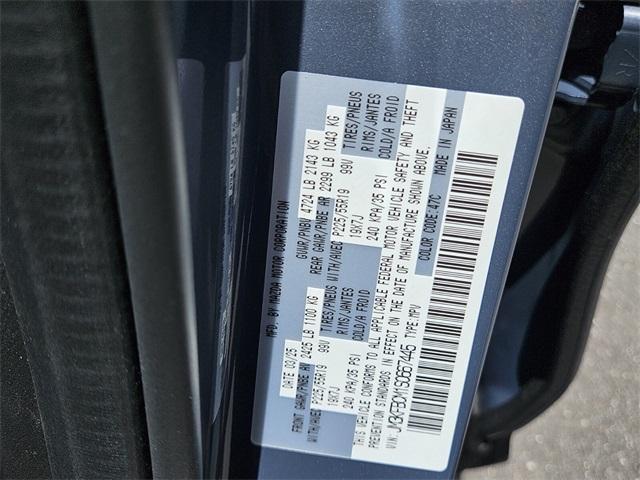 MFD. BY MAZDA MOTOR CORPORATION
DATE 03/25 GVWR/PNBV 4724 LB 2143 KG
FRONT GAWR/PNBE AV 2425 LB 1100 KG REAR GAWR/PNBE AR 2299 LB 1043 KG
WITH/AVEC P225/55R19 99V TIRES/PNEUS WITH/AVEC P225/55R19 99V TIRES/PNEUS
19X7J RIMS/JANTES 19X7J RIMS/JANTES
240 KPA/35 PSI COLD/A FROID 240 KPA/35 PSI COLD/A FROID
THIS VEHICLE CONFORMS TO ALL APPLICABLE FEDERAL MOTOR VEHICLE SAFETY AND THEFT
PREVENTION STANDARDS IN EFFECT ON THE DATE OF MANUFACTURE SHOWN ABOVE.
COLOR CODE:47C MADE IN JAPAN
VIN: TYPE:MPV